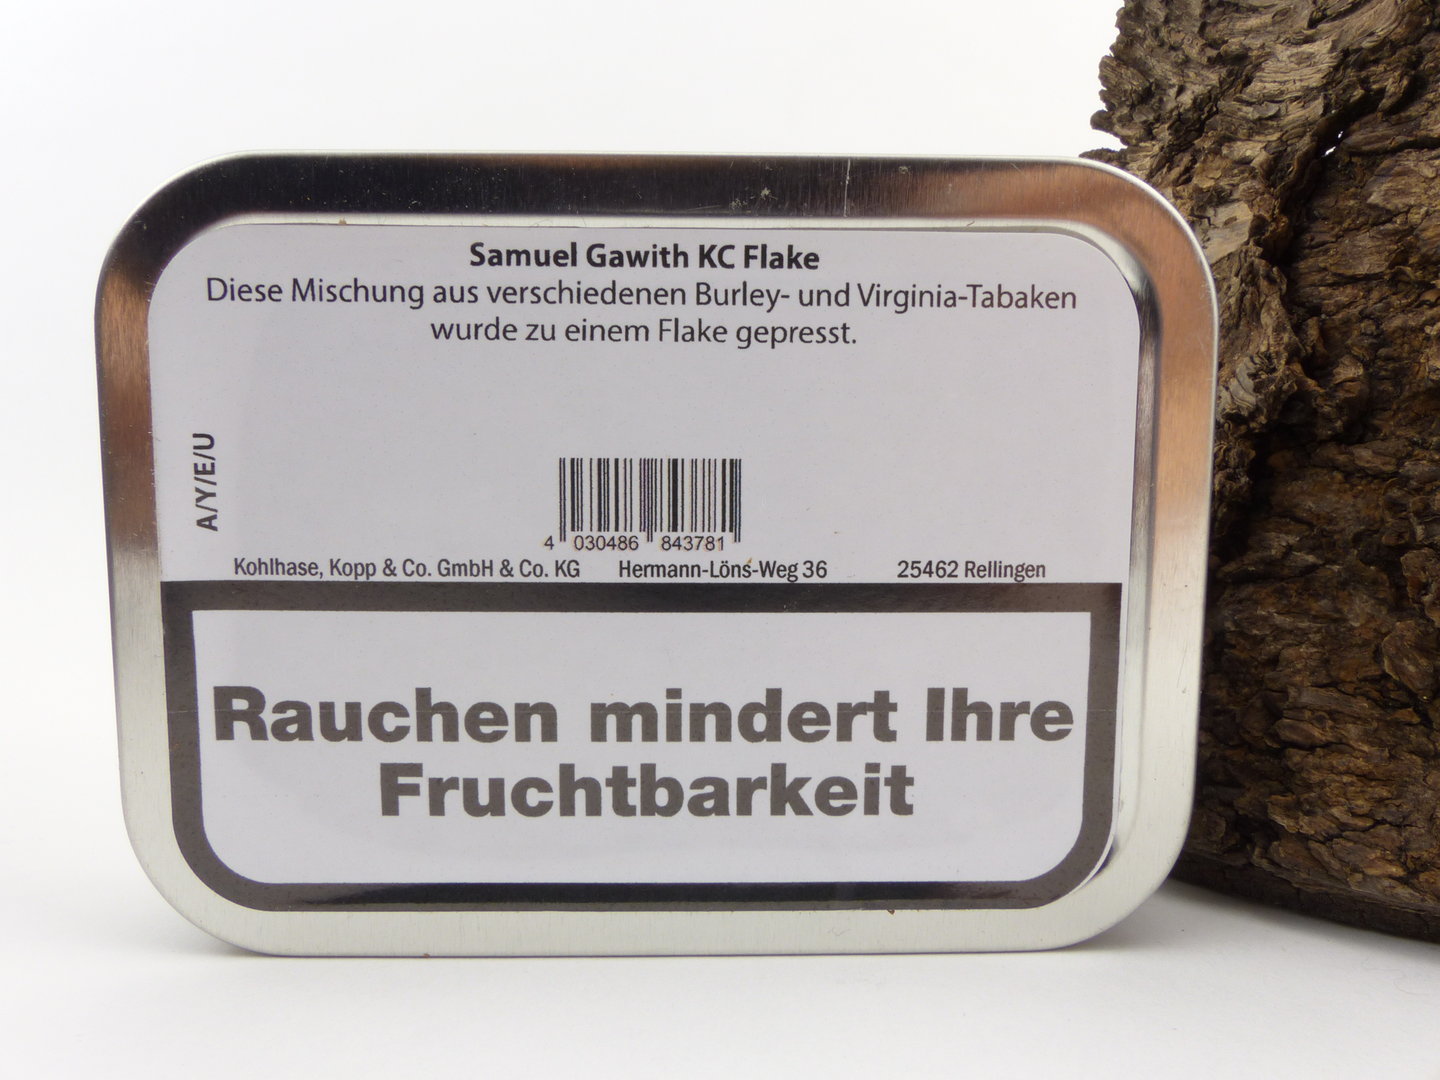 Samuel Gawith KC Flake
Diese Mischung aus verschiedenen Burley- und Virginia-Tabaken
wurde zu einem Flake gepresst.
A/Y/E/U
4 030486 843781
Kohlhase, Kopp & Co. GmbH & Co. KG Hermann-Löns-Weg 36 25462 Rellingen
Rauchen mindert Ihre
Fruchtbarkeit